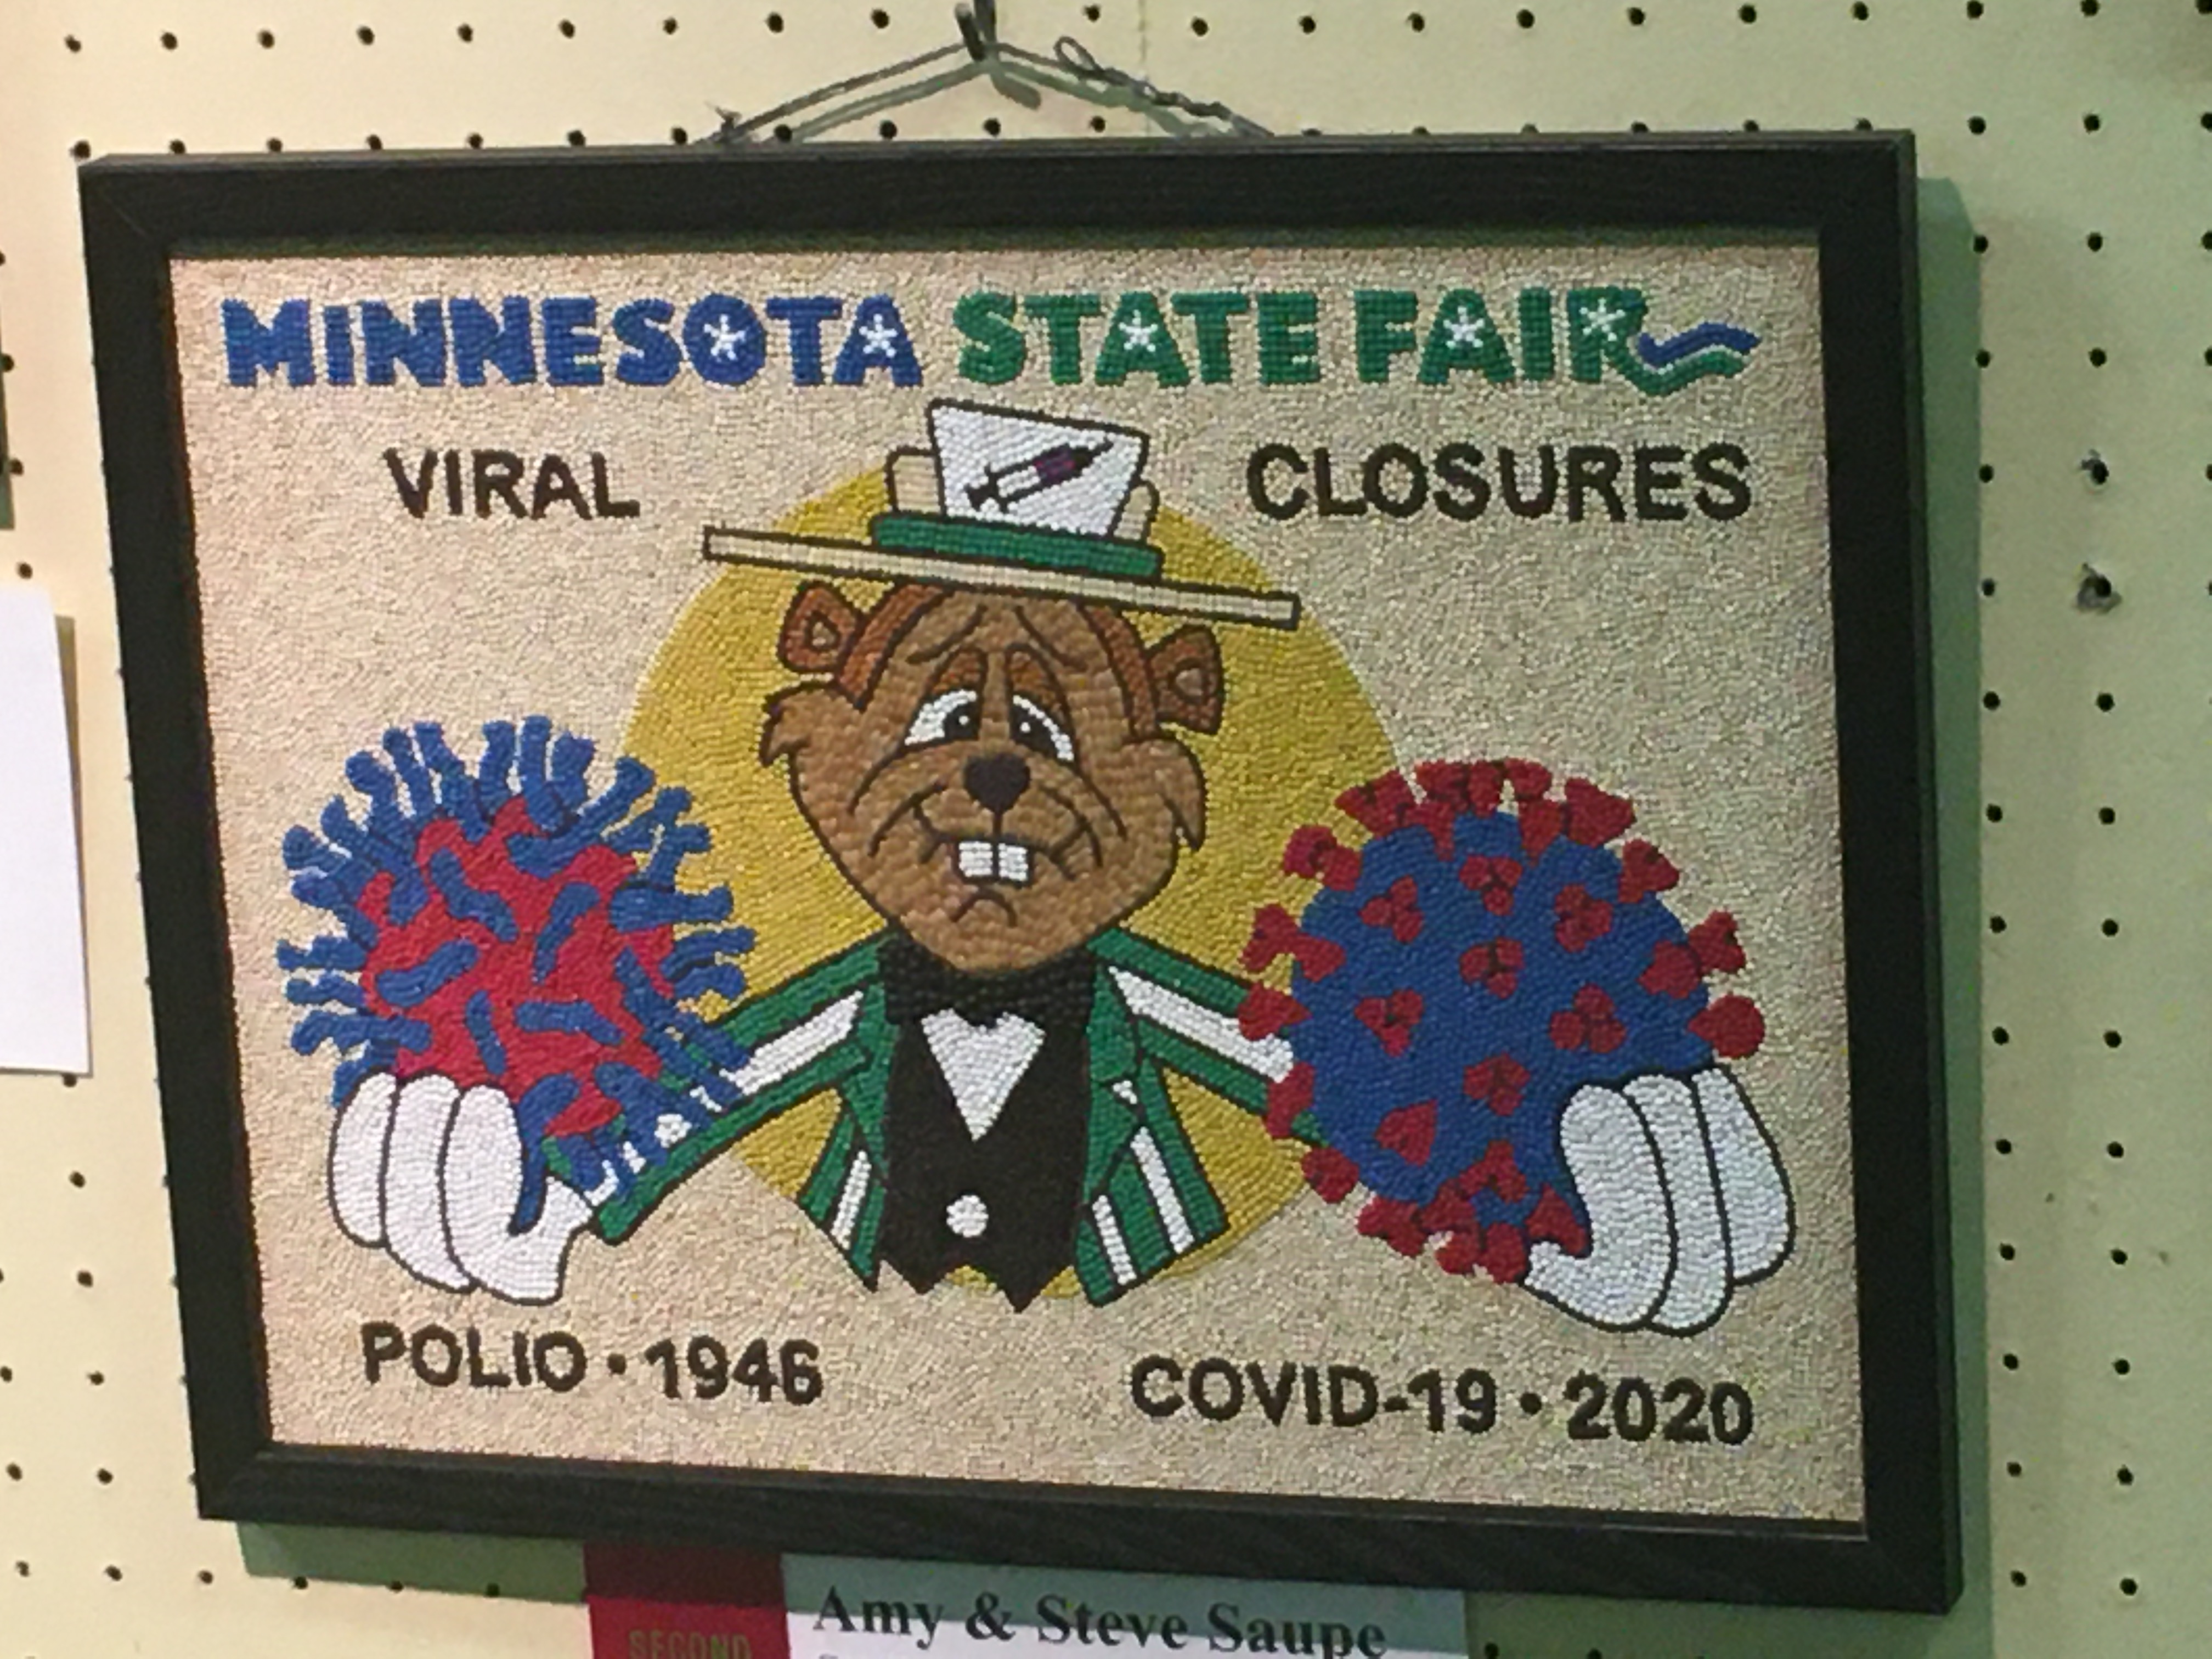 MINNESOTA STATE FAIR
VIRAL CLOSURES
POLIO • 1946 COVID-19 • 2020
SECOND
Amy & Steve Saupe